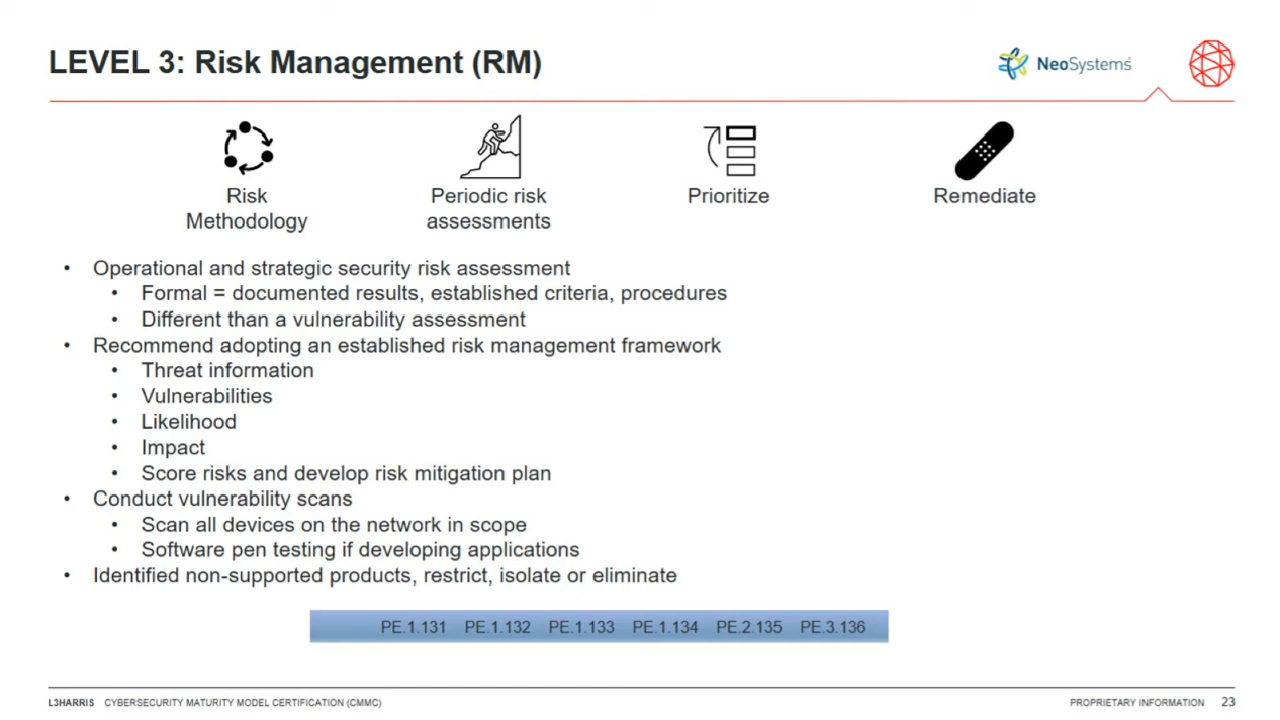 LEVEL 3: Risk Management (RM)
NeoSystems
Risk
Methodology
Periodic risk
assessments
Prioritize
Remediate
• Operational and strategic security risk assessment
• Formal = documented results, established criteria, procedures
• Different than a vulnerability assessment
• Recommend adopting an established risk management framework
• Threat information
• Vulnerabilities
• Likelihood
• Impact
• Score risks and develop risk mitigation plan
• Conduct vulnerability scans
• Scan all devices on the network in scope
• Software pen testing if developing applications
• Identified non-supported products, restrict, isolate or eliminate
PE.1.131 PE.1.132 PE.1.133 PE.1.134 PE.2.135 PE.3.136
L3HARRIS CYBERSECURITY MATURITY MODEL CERTIFICATION (CMMC)
PROPRIETARY INFORMATION 23